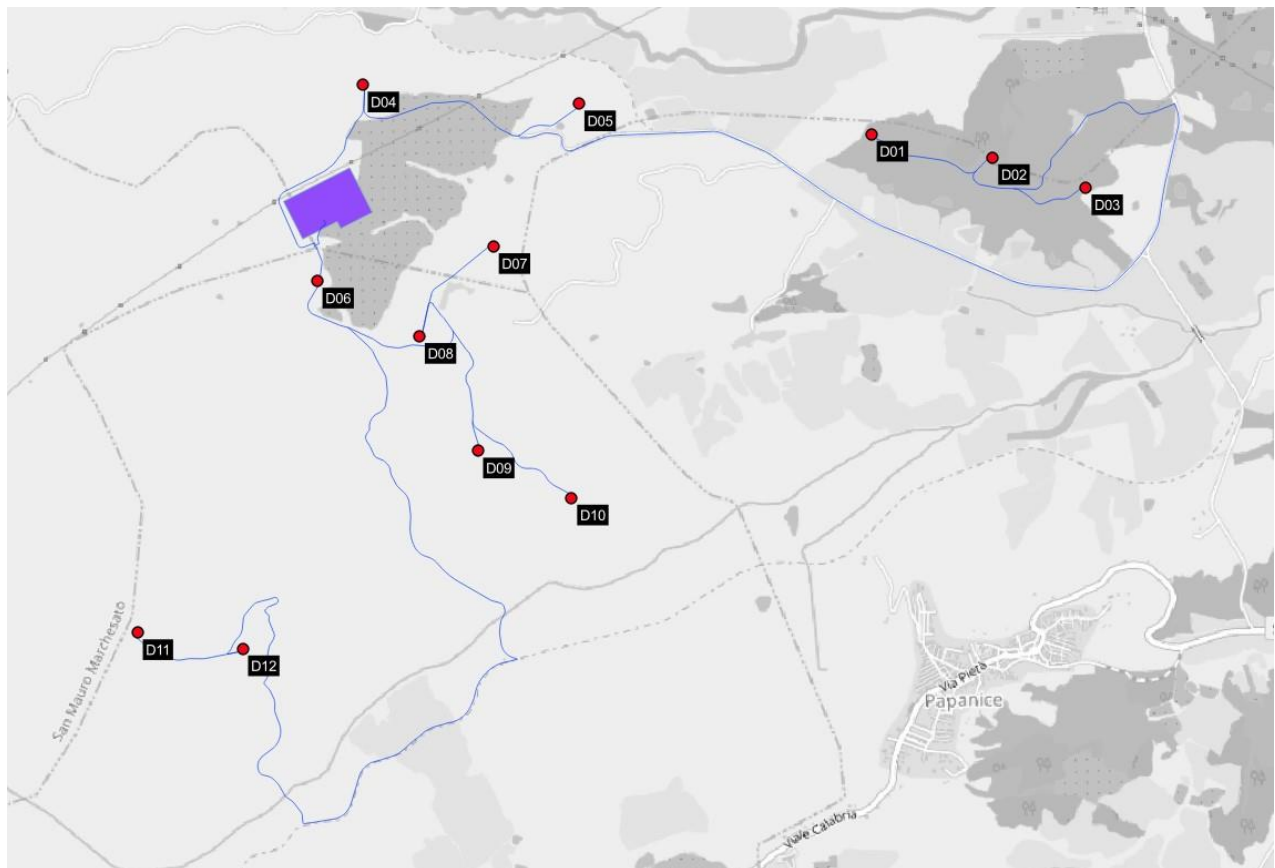 D04
D05
D01
D02
D03
D07
D06
D08
D09
D10
San Mauro Marchesato
D11
D12
Via Pietà
Papanice
Viale Calabria